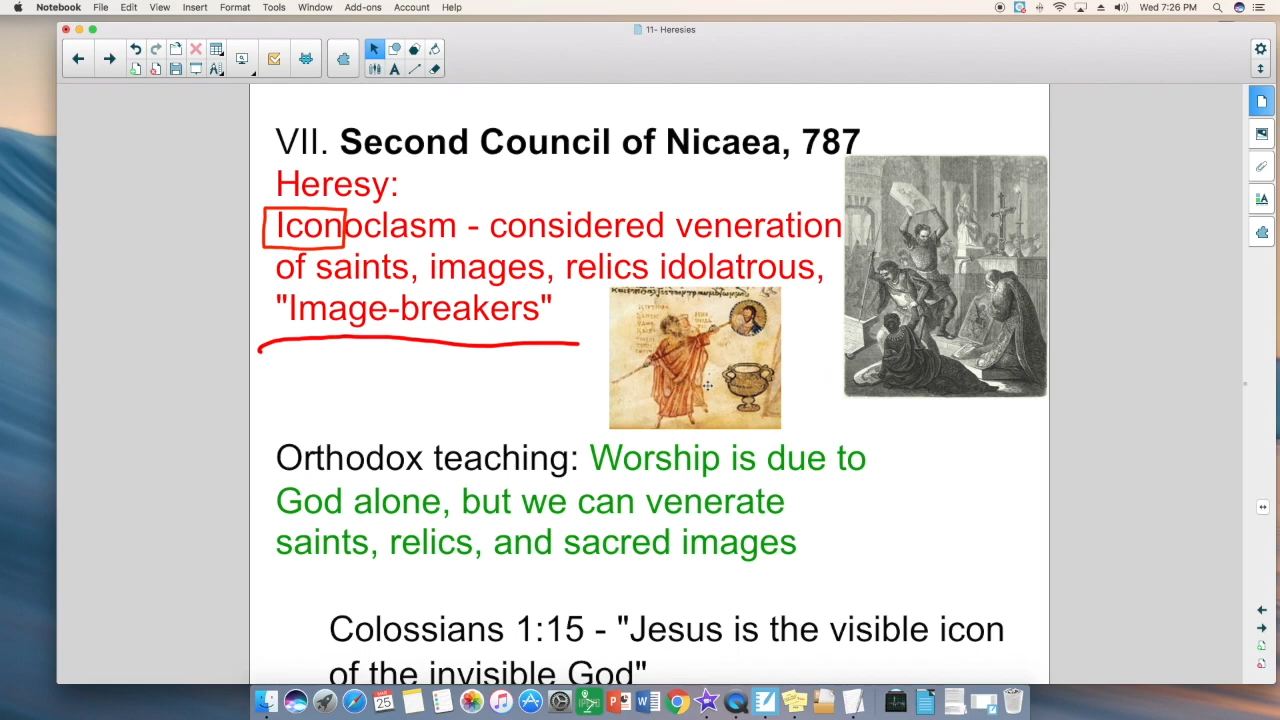 Notebook File Edit View Insert Format Tools Window Add-ons Account Help Wed 7:26 PM
11- Heresies
VII. Second Council of Nicaea, 787
Heresy:
Iconoclasm - considered veneration
of saints, images, relics idolatrous,
"Image-breakers"
Orthodox teaching: Worship is due to
God alone, but we can venerate
saints, relics, and sacred images
Colossians 1:15 - "Jesus is the visible icon
of the invisible God"